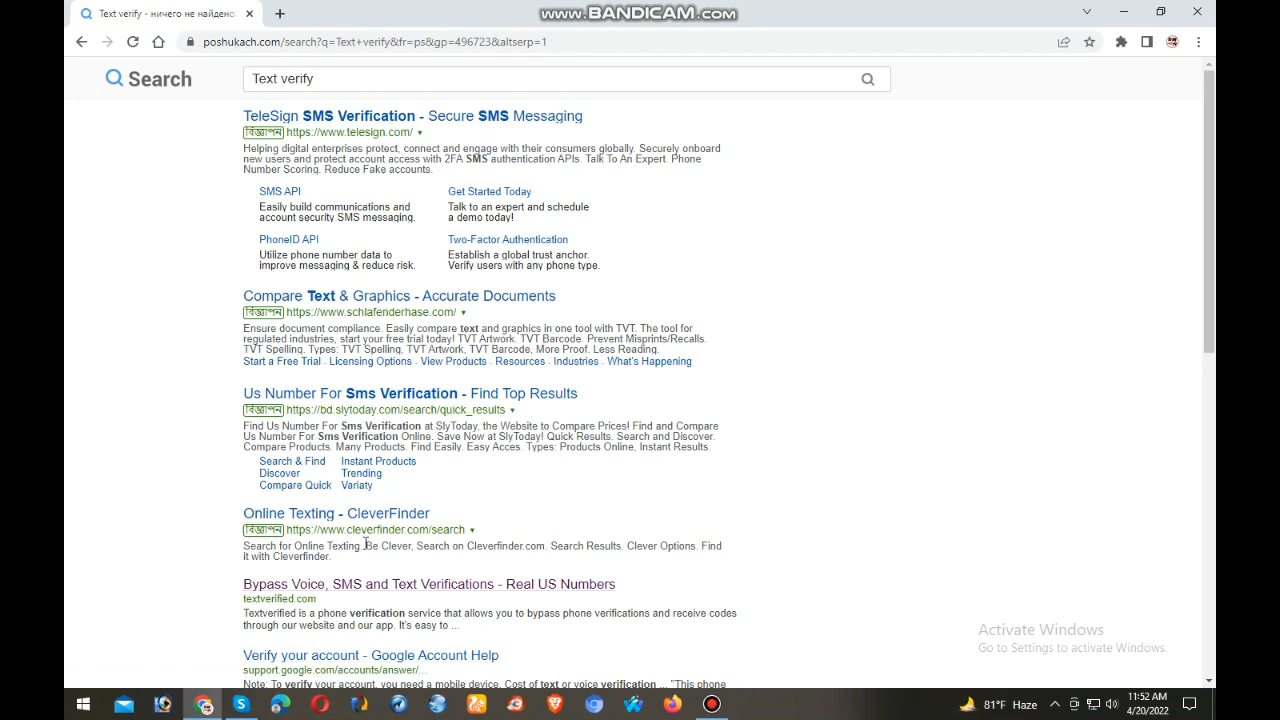 Text verify - ничего не найдено
www.BANDICAM.com
poshukach.com/search?q=Text+verify&fr=ps&gp=496723&altserp=1
Search
Text verify
TeleSign SMS Verification - Secure SMS Messaging
বিজ্ঞাপন https://www.telesign.com/
Helping digital enterprises protect, connect and engage with their consumers globally. Securely onboard
new users and protect account access with 2FA SMS authentication APIs. Talk To An Expert. Phone
Number Scoring. Reduce Fake accounts.
SMS API
Easily build communications and
account security SMS messaging.
Get Started Today
Talk to an expert and schedule
a demo today!
PhoneID API
Utilize phone number data to
improve messaging & reduce risk.
Two-Factor Authentication
Establish a global trust anchor.
Verify users with any phone type.
Compare Text & Graphics - Accurate Documents
বিজ্ঞাপন https://www.schlafenderhase.com/
Ensure document compliance. Easily compare text and graphics in one tool with TVT. The tool for
regulated industries, start your free trial today! TVT Artwork. TVT Barcode. Prevent Misprints/Recalls.
TVT Spelling. Types: TVT Spelling, TVT Artwork, TVT Barcode, More Proof. Less Reading.
Start a Free Trial · Licensing Options · View Products · Resources · Industries · What's Happening
Us Number For Sms Verification - Find Top Results
বিজ্ঞাপন https://bd.slytoday.com/search/quick_results
Find Us Number For Sms Verification at SlyToday, the Website to Compare Prices! Find and Compare
Us Number For Sms Verification Online. Save Now at SlyToday! Quick Results. Search and Discover.
Compare Products. Many Products. Find Easily. Easy Acces. Types: Products Online, Instant Results.
Search & Find Instant Products
Discover Trending
Compare Quick Variaty
Online Texting - CleverFinder
বিজ্ঞাপন https://www.cleverfinder.com/search
Search for Online Texting. Be Clever, Search on Cleverfinder.com. Search Results. Clever Options. Find
it with Cleverfinder.
Bypass Voice, SMS and Text Verifications - Real US Numbers
textverified.com
Textverified is a phone verification service that allows you to bypass phone verifications and receive codes
through our website and our app. It's easy to ...
Verify your account - Google Account Help
support.google.com/accounts/answer/...
Note: To verify your account, you need a mobile device. Cost of text or voice verification ... "This phone
Activate Windows
Go to Settings to activate Windows.
81°F Haze
11:52 AM
4/20/2022